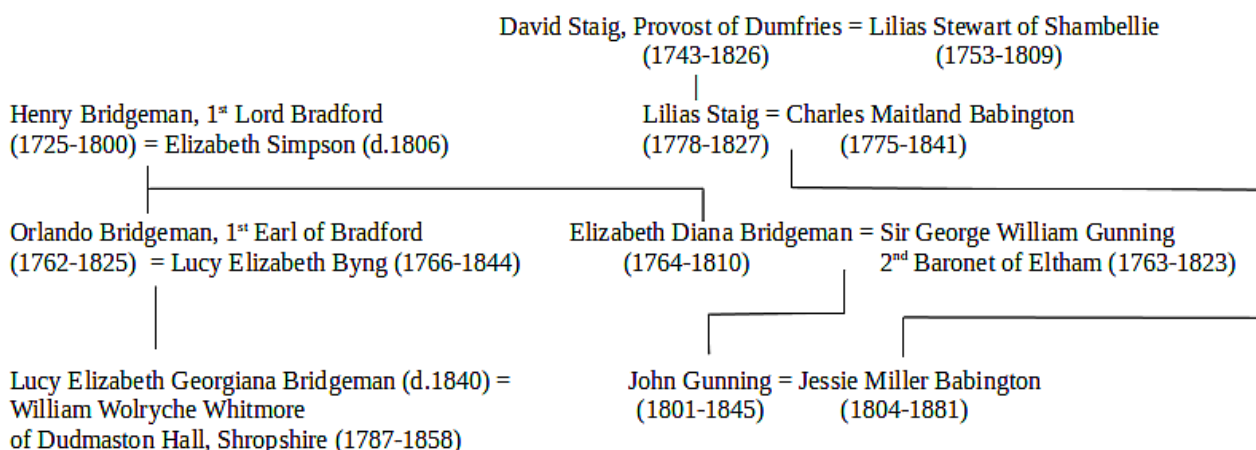 David Staig, Provost of Dumfries = Lilias Stewart of Shambellie
(1743-1826) (1753-1809)
Henry Bridgeman, 1st Lord Bradford
(1725-1800) = Elizabeth Simpson (d.1806)
Lilias Staig = Charles Maitland Babington
(1778-1827) (1775-1841)
Orlando Bridgeman, 1st Earl of Bradford
(1762-1825) = Lucy Elizabeth Byng (1766-1844)
Elizabeth Diana Bridgeman = Sir George William Gunning
(1764-1810) 2nd Baronet of Eltham (1763-1823)
Lucy Elizabeth Georgiana Bridgeman (d.1840) =
William Wolryche Whitmore
of Dudmaston Hall, Shropshire (1787-1858)
John Gunning = Jessie Miller Babington
(1801-1845) (1804-1881)